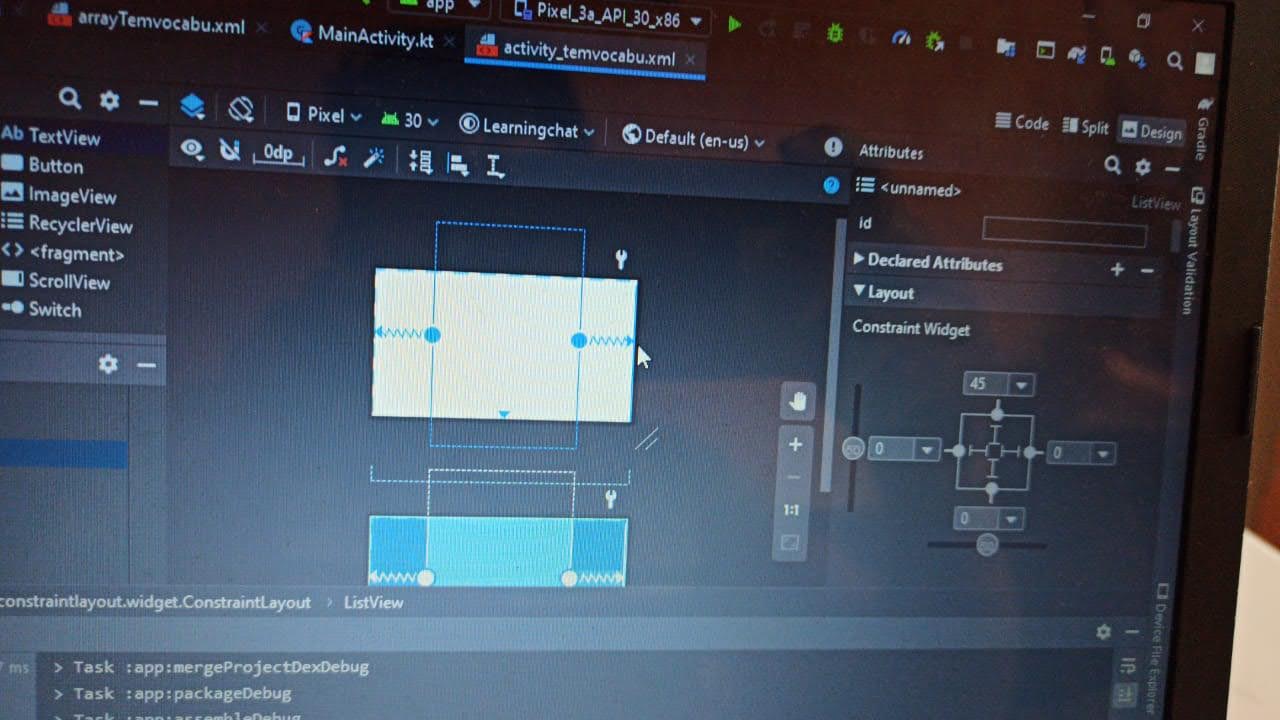 app
Pixel_3a_API_30_x86
arrayTemvocabu.xml
MainActivity.kt
activity_temvocabu.xml
Pixel
30
Learningchat
Default (en-us)
Code
Split
Design
0dp
Ab TextView
Button
ImageView
RecyclerView
<fragment>
ScrollView
Switch
Attributes
<unnamed>
ListView
id
Declared Attributes
Layout
Constraint Widget
45
50
0
0
0
50
1:1
Gradle
Layout Validation
Device File Explorer
constraintlayout.widget.ConstraintLayout > ListView
7 ms
> Task :app:mergeProjectDexDebug
> Task :app:packageDebug
> Task :app:assembleDebug